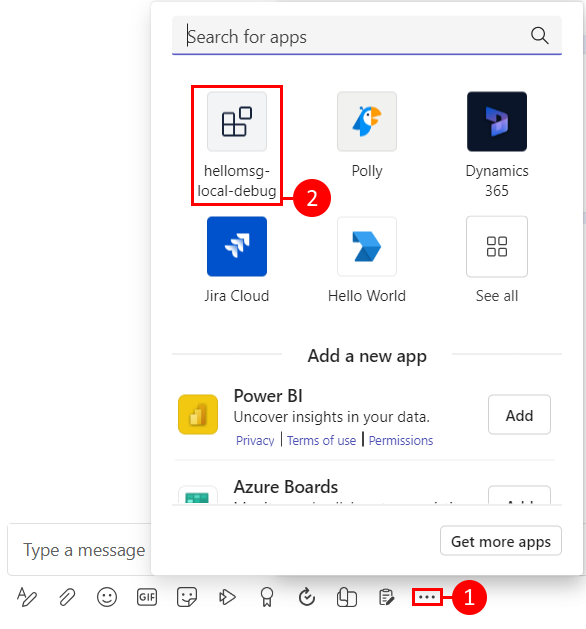 Search for apps
hellomsg-
local-debug
2
Polly
Dynamics
365
Jira Cloud
Hello World
See all
Add a new app
Power BI
Uncover insights in your data.
Add
Privacy | Terms of use | Permissions
Azure Boards
Get more apps
Type a message
GIF
1